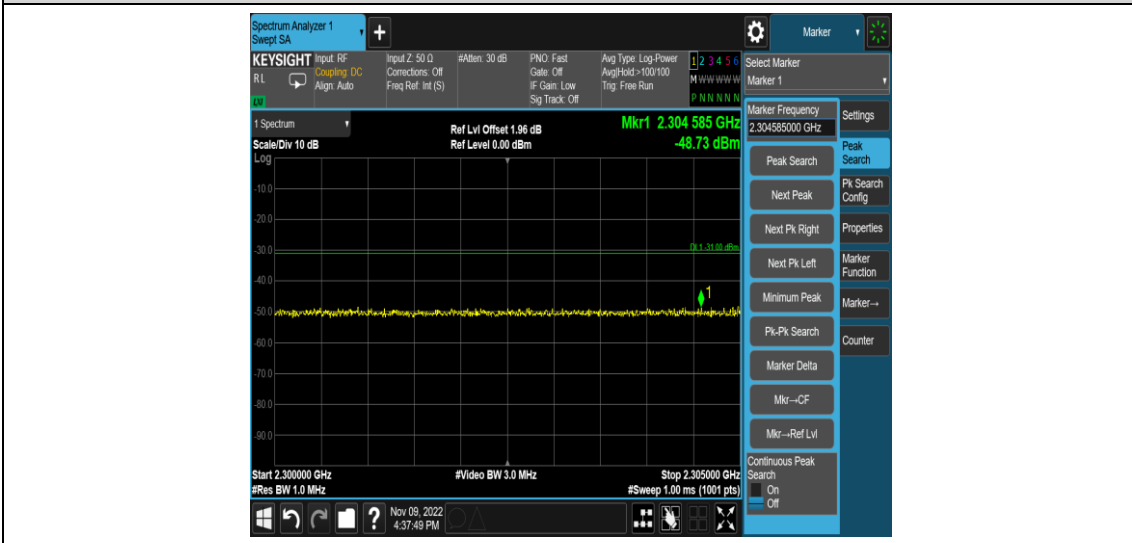 Spectrum Analyzer 1
Swept SA
+
Marker
KEYSIGHT
RL
LW
Input: RF
Coupling: DC
Align: Auto
Input Z: 50 Ω
Corrections: Off
Freq Ref: Int (S)
#Atten: 30 dB
PNO: Fast
Gate: Off
IF Gain: Low
Sig Track: Off
Avg Type: Log-Power
Avg|Hold:>100/100
Trig: Free Run
1 2 3 4 5 6
M W W W W W
P N N N N N
Select Marker
Marker 1
1 Spectrum
Scale/Div 10 dB
Log
Ref Lvl Offset 1.96 dB
Ref Level 0.00 dBm
Mkr1 2.304 585 GHz
-48.73 dBm
-10.0
-20.0
-30.0
-40.0
-50.0
-60.0
-70.0
-80.0
-90.0
DL1 -31.00 dBm
1
Start 2.300000 GHz
#Res BW 1.0 MHz
#Video BW 3.0 MHz
Stop 2.305000 GHz
#Sweep 1.00 ms (1001 pts)
Marker Frequency
2.304585000 GHz
Peak Search
Next Peak
Next Pk Right
Next Pk Left
Minimum Peak
Pk-Pk Search
Marker Delta
Mkr→CF
Mkr→Ref Lvl
Continuous Peak
Search
On
Off
Settings
Peak
Search
Pk Search
Config
Properties
Marker
Function
Marker→
Counter
?
Nov 09, 2022
4:37:49 PM